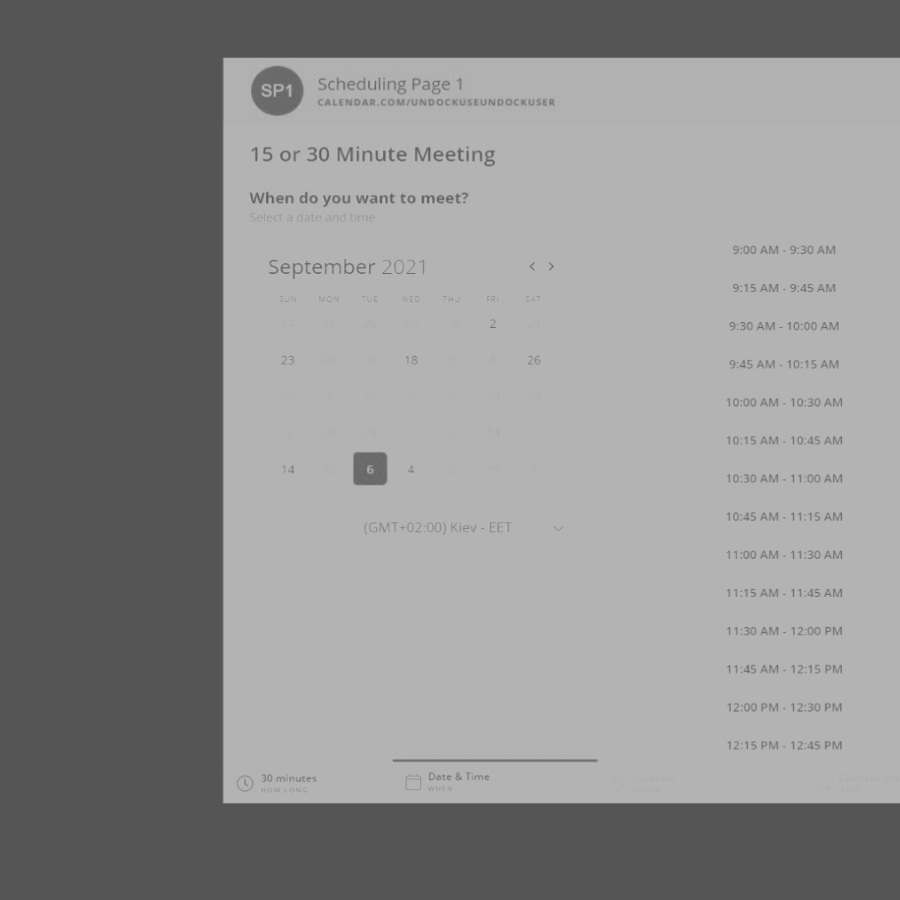 SP1
Scheduling Page 1
CALENDAR.COM/UNDOCKUSEUNDOCKUSER
15 or 30 Minute Meeting
When do you want to meet?
Select a date and time
September 2021
SUN MON TUE WED THU FRI SAT
2
23 18 26
14 6 4
(GMT+02:00) Kiev - EET
9:00 AM - 9:30 AM
9:15 AM - 9:45 AM
9:30 AM - 10:00 AM
9:45 AM - 10:15 AM
10:00 AM - 10:30 AM
10:15 AM - 10:45 AM
10:30 AM - 11:00 AM
10:45 AM - 11:15 AM
11:00 AM - 11:30 AM
11:15 AM - 11:45 AM
11:30 AM - 12:00 PM
11:45 AM - 12:15 PM
12:00 PM - 12:30 PM
12:15 PM - 12:45 PM
30 minutes
HOW LONG
Date & Time
WHEN